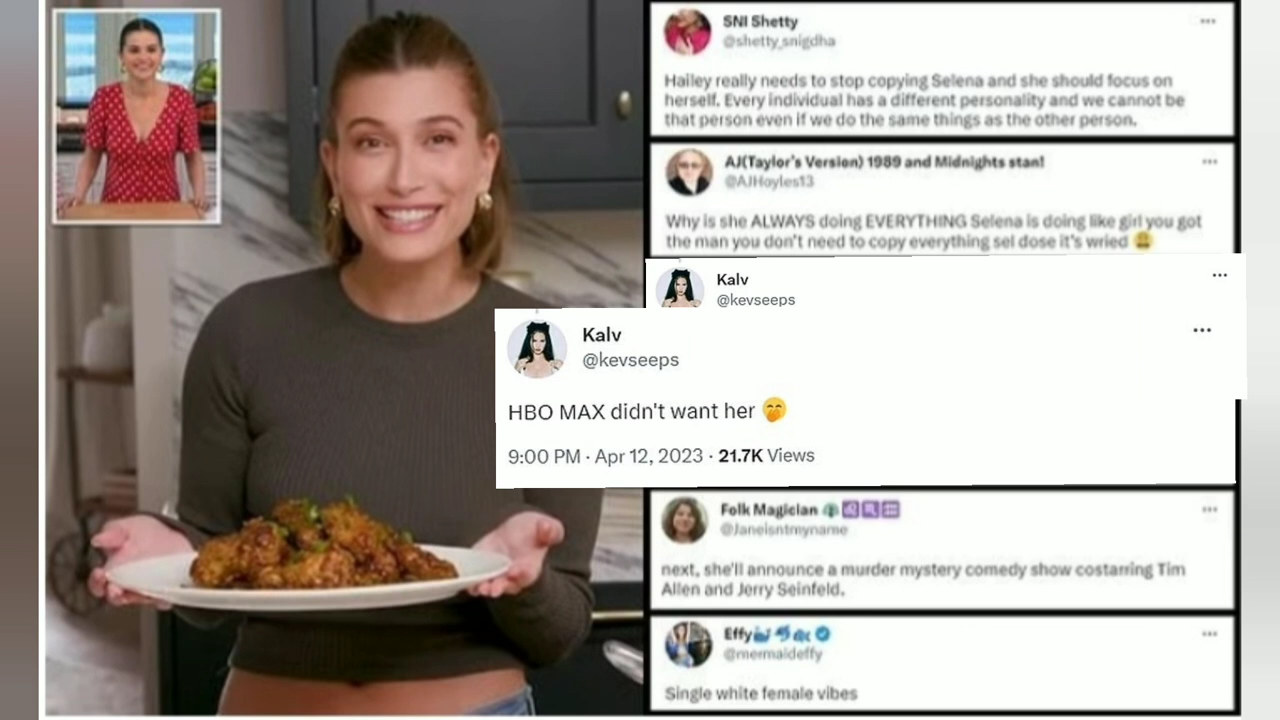 SNI Shetty
@shetty_snigdha
Hailey really needs to stop copying Selena and she should focus on
herself. Every individual has a different personality and we cannot be
that person even if we do the same things as the other person.
AJ(Taylor's Version) 1989 and Midnights stan!
@AJHoyles13
Why is she ALWAYS doing EVERYTHING Selena is doing like girl you got
the man you don't need to copy everything sel dose it's wried 😩
Kalv
@kevseeps
Kalv
@kevseeps
HBO MAX didn't want her 🤭
9:00 PM · Apr 12, 2023 · 21.7K Views
Folk Magician
@Janeisntmyname
next, she'll announce a murder mystery comedy show costarring Tim
Allen and Jerry Seinfeld.
Effy
@mermaideffy
Single white female vibes